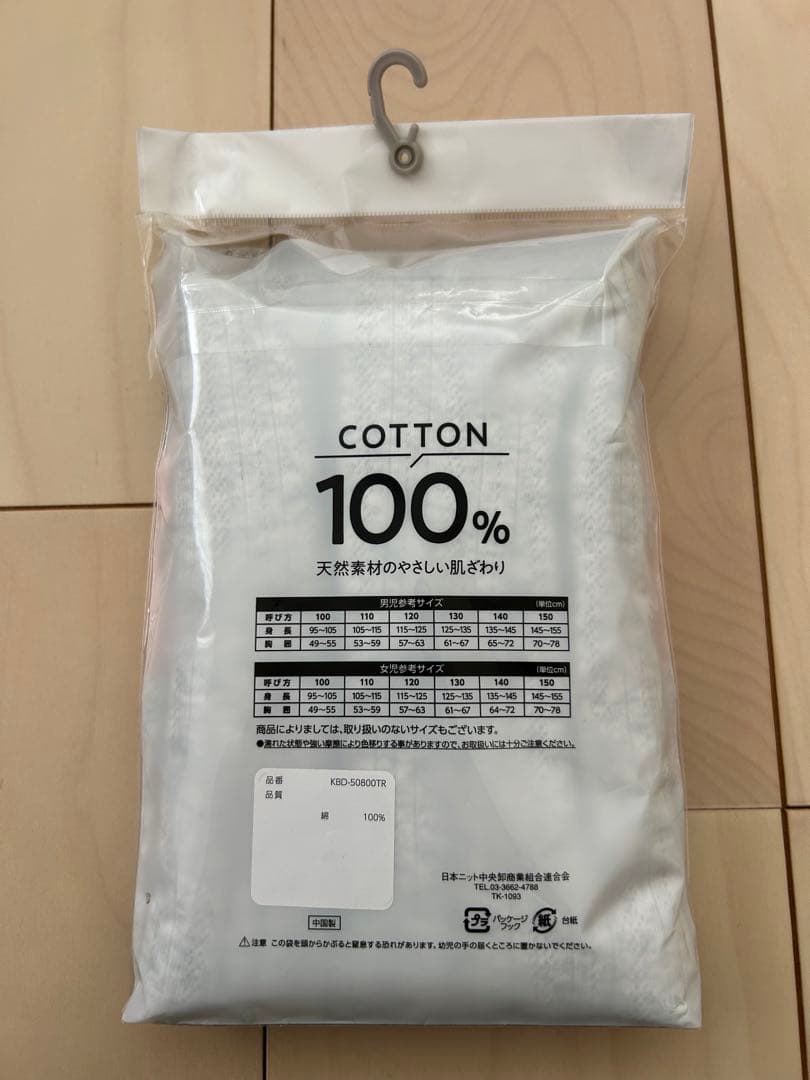 COTTON
100%
天然素材のやさしい肌ざわり
男児参考サイズ (単位cm)
呼び方 100 110 120 130 140 150
身長 95〜105 105〜115 115〜125 125〜135 135〜145 145〜155
胸囲 49〜55 53〜59 57〜63 61〜67 65〜72 70〜78
女児参考サイズ (単位cm)
呼び方 100 110 120 130 140 150
身長 95〜105 105〜115 115〜125 125〜135 135〜145 145〜155
胸囲 49〜55 53〜59 57〜63 61〜67 64〜72 70〜78
商品によりましては、取り扱いのないサイズもございます。
●濡れた状態や強い摩擦により色移りする事がありますので、お取扱いには十分ご注意ください。
品番 KBD-50800TR
品質
綿 100%
日本ニット中央卸商業組合連合会
TEL.03-3662-4788
TK-1093
中国製
プラ パッケージ フック 紙 台紙
⚠注意 この袋を頭からかぶると窒息する恐れがあります。幼児の手の届くところに置かないでください。